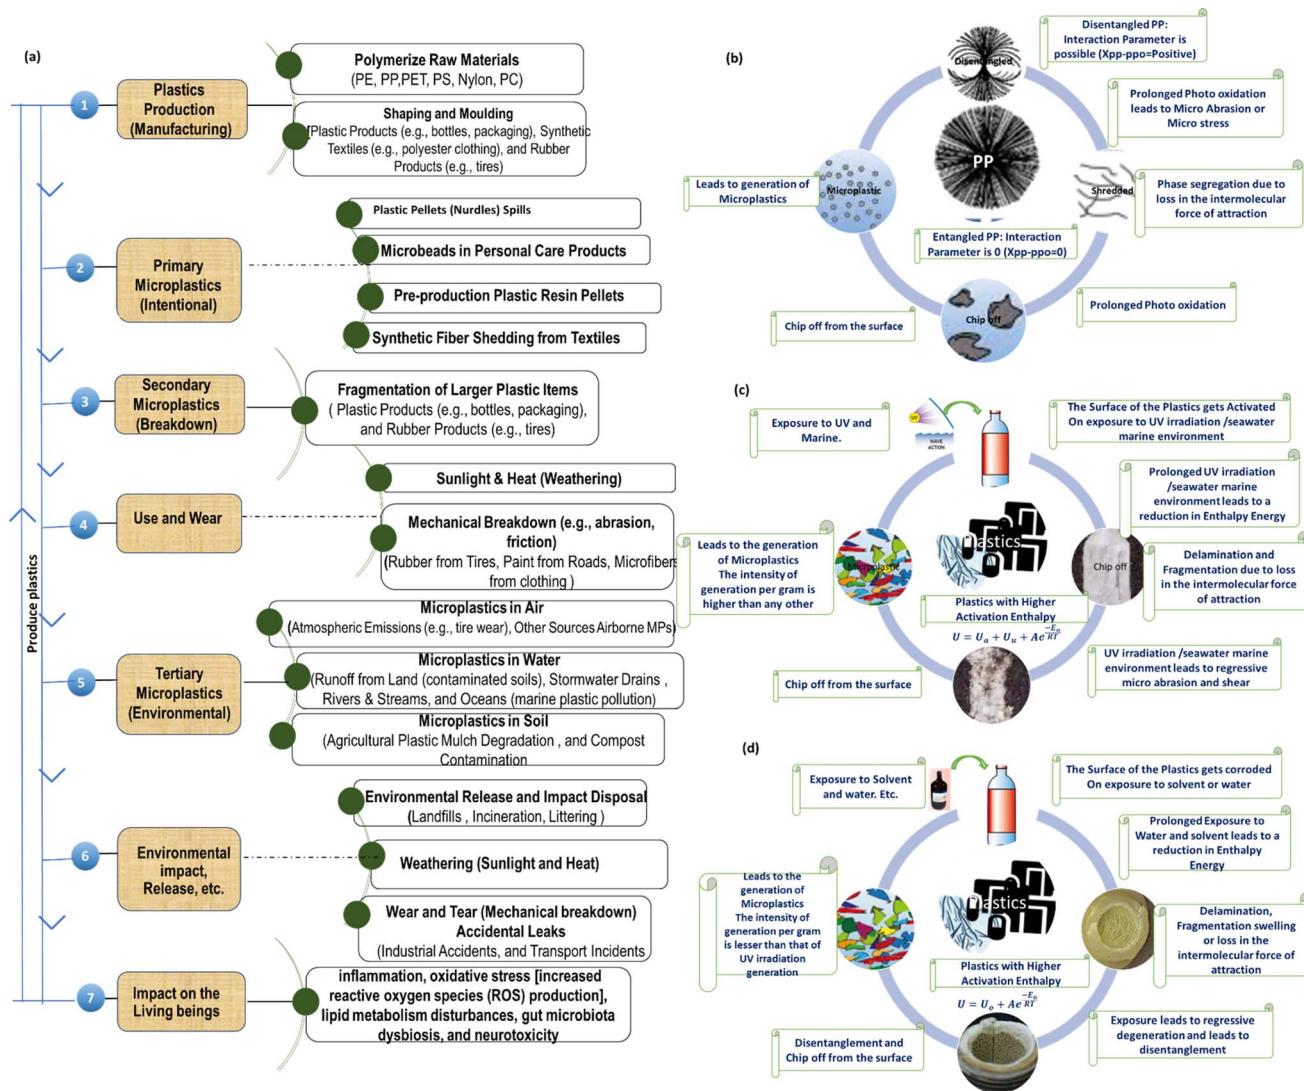 (a)
Produce plastics
1
Plastics
Production
(Manufacturing)
Polymerize Raw Materials
(PE, PP,PET, PS, Nylon, PC)
Shaping and Moulding
[Plastic Products (e.g., bottles, packaging), Synthetic
Textiles (e.g., polyester clothing), and Rubber
Products (e.g., tires)
2
Primary
Microplastics
(Intentional)
Plastic Pellets (Nurdles) Spills
Microbeads in Personal Care Products
Pre-production Plastic Resin Pellets
Synthetic Fiber Shedding from Textiles
3
Secondary
Microplastics
(Breakdown)
Fragmentation of Larger Plastic Items
( Plastic Products (e.g., bottles, packaging),
and Rubber Products (e.g., tires)
4
Use and Wear
Sunlight & Heat (Weathering)
Mechanical Breakdown (e.g., abrasion,
friction)
(Rubber from Tires, Paint from Roads, Microfibers
from clothing )
5
Tertiary
Microplastics
(Environmental)
Microplastics in Air
(Atmospheric Emissions (e.g., tire wear), Other Sources Airborne MPs)
Microplastics in Water
(Runoff from Land (contaminated soils), Stormwater Drains ,
Rivers & Streams, and Oceans (marine plastic pollution)
Microplastics in Soil
(Agricultural Plastic Mulch Degradation , and Compost
Contamination
6
Environmental
impact,
Release, etc.
Environmental Release and Impact Disposal
(Landfills , Incineration, Littering )
Weathering (Sunlight and Heat)
Wear and Tear (Mechanical breakdown)
Accidental Leaks
(Industrial Accidents, and Transport Incidents
7
Impact on the
Living beings
inflammation, oxidative stress [increased
reactive oxygen species (ROS) production],
lipid metabolism disturbances, gut microbiota
dysbiosis, and neurotoxicity
(b)
Disentangled
Disentangled PP:
Interaction Parameter is
possible (Xpp-ppo=Positive)
Prolonged Photo oxidation
leads to Micro Abrasion or
Micro stress
PP
Shredded
Phase segregation due to
loss in the intermolecular
force of attraction
Leads to generation of
Microplastics
Microplastic
Entangled PP: Interaction
Parameter is 0 (Xpp-ppo=0)
Prolonged Photo oxidation
Chip off
Chip off from the surface
(c)
Exposure to UV and
Marine.
UV
WAVE
ACTION
The Surface of the Plastics gets Activated
On exposure to UV irradiation /seawater
marine environment
Prolonged UV irradiation
/seawater marine
environment leads to a
reduction in Enthalpy Energy
Plastics
Chip off
Delamination and
Fragmentation due to loss
in the intermolecular force
of attraction
Leads to the generation
of Microplastics
The intensity of
generation per gram is
higher than any other
Microplastic
Plastics with Higher
Activation Enthalpy
U = Uₐ + Uᵤ + Ae^(-Eₐ/RT)
UV irradiation /seawater marine
environment leads to regressive
micro abrasion and shear
Chip off from the surface
(d)
Exposure to Solvent
and water. Etc.
The Surface of the Plastics gets corroded
On exposure to solvent or water
Prolonged Exposure to
Water and solvent leads to a
reduction in Enthalpy
Energy
Leads to the
generation of
Microplastics
The intensity of
generation per gram
is lesser than that of
UV irradiation
generation
Plastics
Delamination,
Fragmentation swelling
or loss in the
intermolecular force of
attraction
Plastics with Higher
Activation Enthalpy
U = Uₒ + Ae^(-Eₐ/RT)
Exposure leads to regressive
degeneration and leads to
disentanglement
Disentanglement and
Chip off from the surface